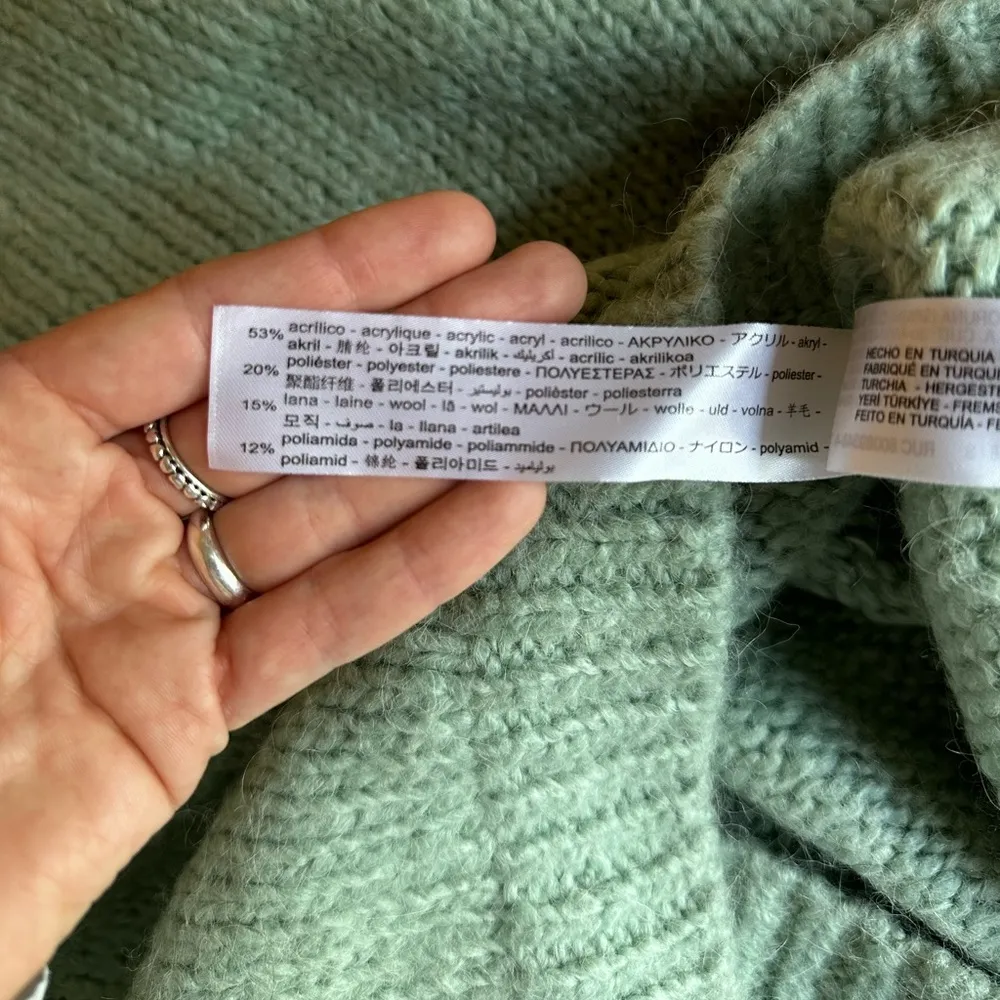 53% acrílico - acrylique - acrylic - acryl - acrilico - ΑΚΡΥΛΙΚΟ - アクリル - akryl -
akril - 腈纶 - 아크릴 - akrilik - أكريليك - acrílic - akrilikoa
20% poliéster - polyester - poliestere - ΠΟΛΥΕΣΤΕΡΑΣ - ポリエステル - poliester -
聚酯纤维 - 폴리에스터 - بوليستير - polièster - poliesterra
15% lana - laine - wool - lã - wol - ΜΑΛΛΙ - ウール - wolle - uld - volna - 羊毛 -
모직 - صوف - la - llana - artilea
12% poliamida - polyamide - poliammide - ΠΟΛΥΑΜΙΔΙΟ - ナイロン - polyamid -
poliamid - 锦纶 - 폴리아미드 - بولياميد
HECHO EN TURQUIA
FABRIQUÉ EN TURQUI
TURCHIA - HERGEST
YERİ TÜRKİYE - FREMS
FEITO EN TURQUÍA - FE